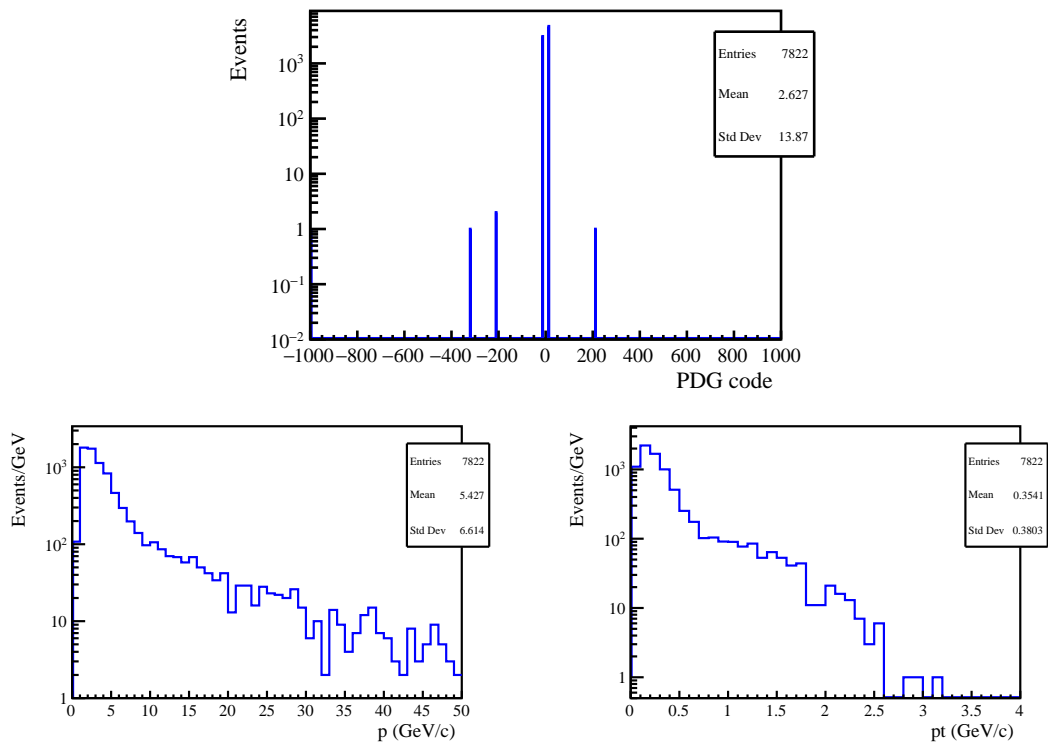 Events
10³
10²
10
1
10⁻¹
10⁻²
−1000 −800 −600 −400 −200 0 200 400 600 800 1000
PDG code
Entries 7822
Mean 2.627
Std Dev 13.87
Events/GeV
10³
10²
10
1
0 5 10 15 20 25 30 35 40 45 50
p (GeV/c)
Entries 7822
Mean 5.427
Std Dev 6.614
Events/GeV
10³
10²
10
1
0 0.5 1 1.5 2 2.5 3 3.5 4
pt (GeV/c)
Entries 7822
Mean 0.3541
Std Dev 0.3803